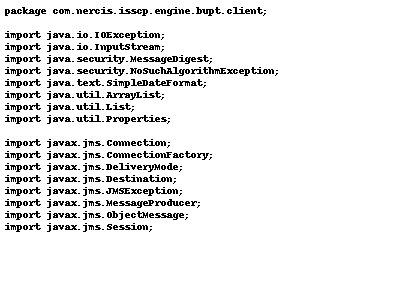 package com.nercis.isscp.engine.bupt.client;
import java.io.IOException;
import java.io.InputStream;
import java.security.MessageDigest;
import java.security.NoSuchAlgorithmException;
import java.text.SimpleDateFormat;
import java.util.ArrayList;
import java.util.List;
import java.util.Properties;
import javax.jms.Connection;
import javax.jms.ConnectionFactory;
import javax.jms.DeliveryMode;
import javax.jms.Destination;
import javax.jms.JMSException;
import javax.jms.MessageProducer;
import javax.jms.ObjectMessage;
import javax.jms.Session;